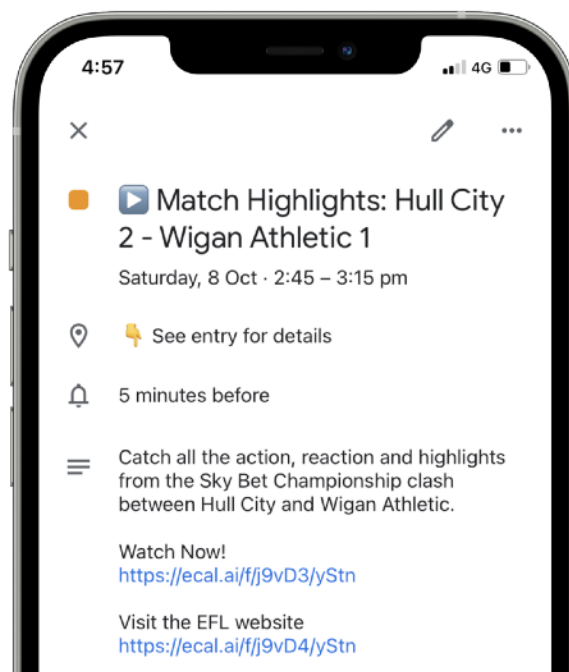 4:57
4G
▶️ Match Highlights: Hull City
2 - Wigan Athletic 1
Saturday, 8 Oct · 2:45 – 3:15 pm
👇 See entry for details
5 minutes before
Catch all the action, reaction and highlights
from the Sky Bet Championship clash
between Hull City and Wigan Athletic.
Watch Now!
https://ecal.ai/f/j9vD3/yStn
Visit the EFL website
https://ecal.ai/f/j9vD4/yStn